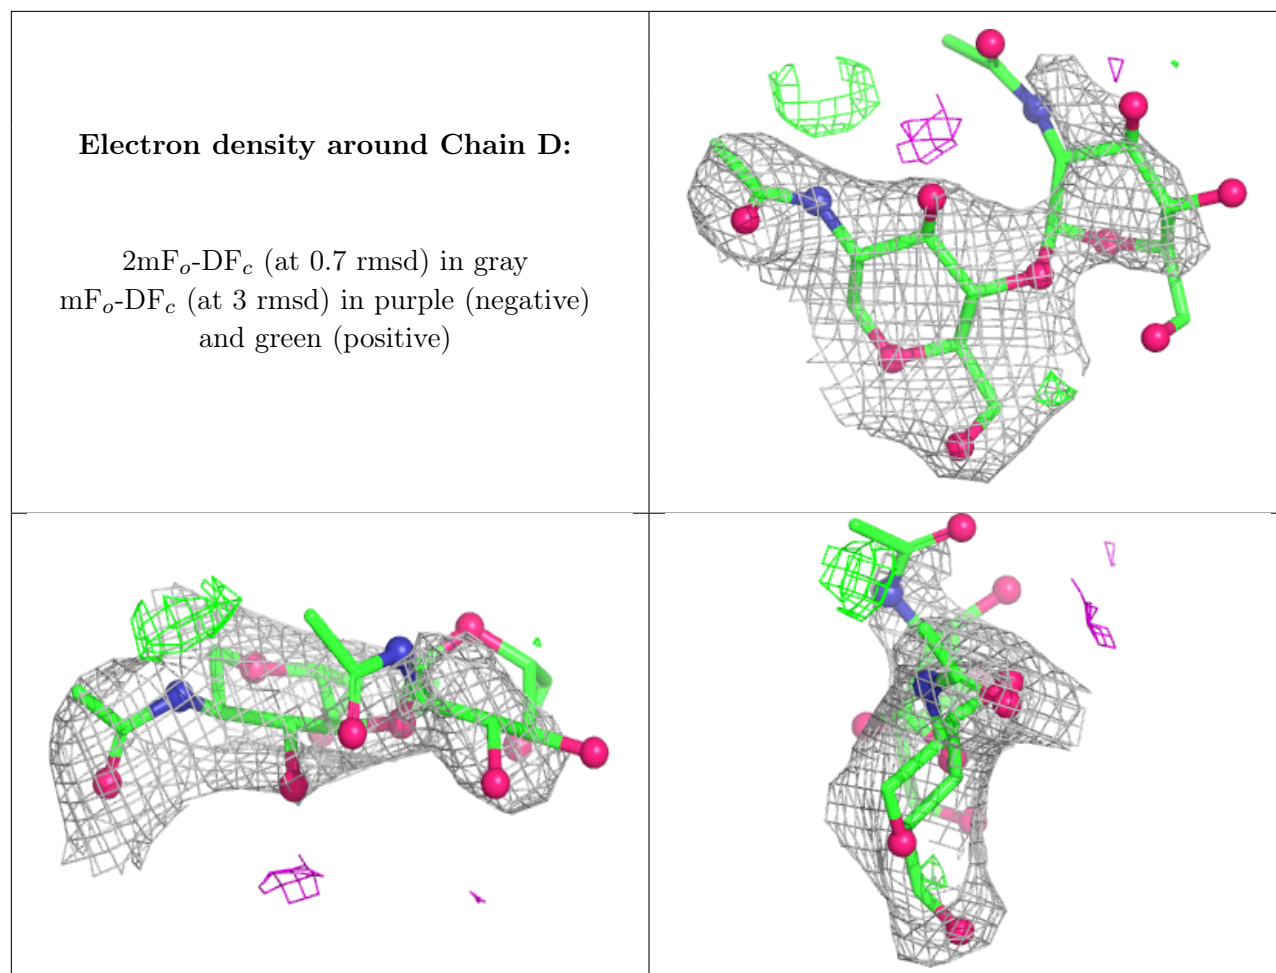 Electron density around Chain D:
2mFₒ-DF𝒸 (at 0.7 rmsd) in gray
mFₒ-DF𝒸 (at 3 rmsd) in purple (negative)
and green (positive)